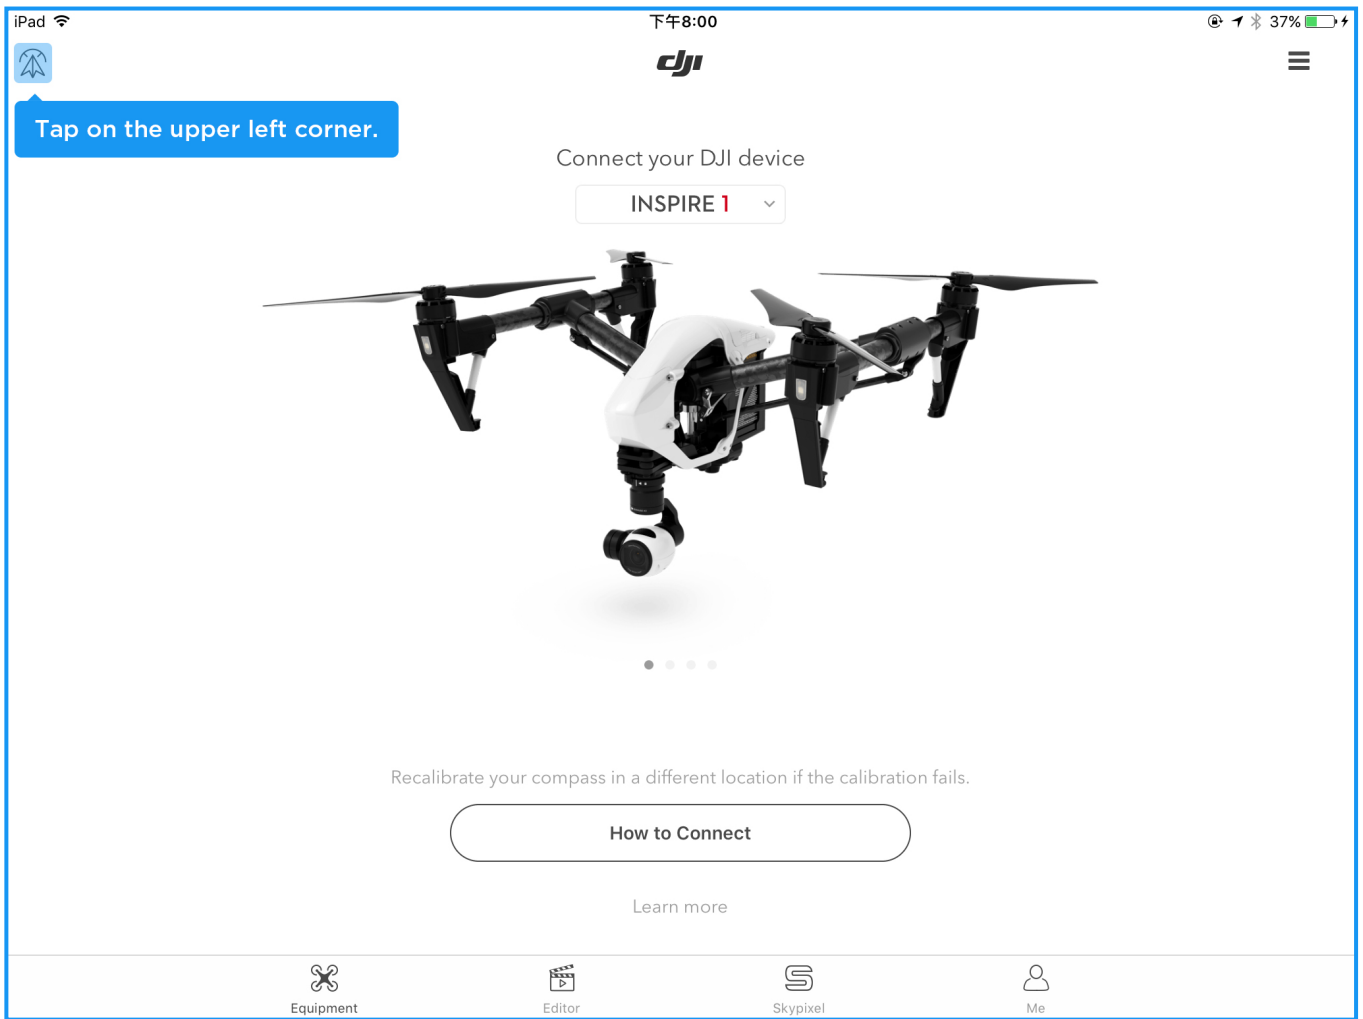 iPad
下午8:00
37%
dji
Tap on the upper left corner.
Connect your DJI device
INSPIRE 1
Recalibrate your compass in a different location if the calibration fails.
How to Connect
Learn more
Equipment
Editor
Skypixel
Me